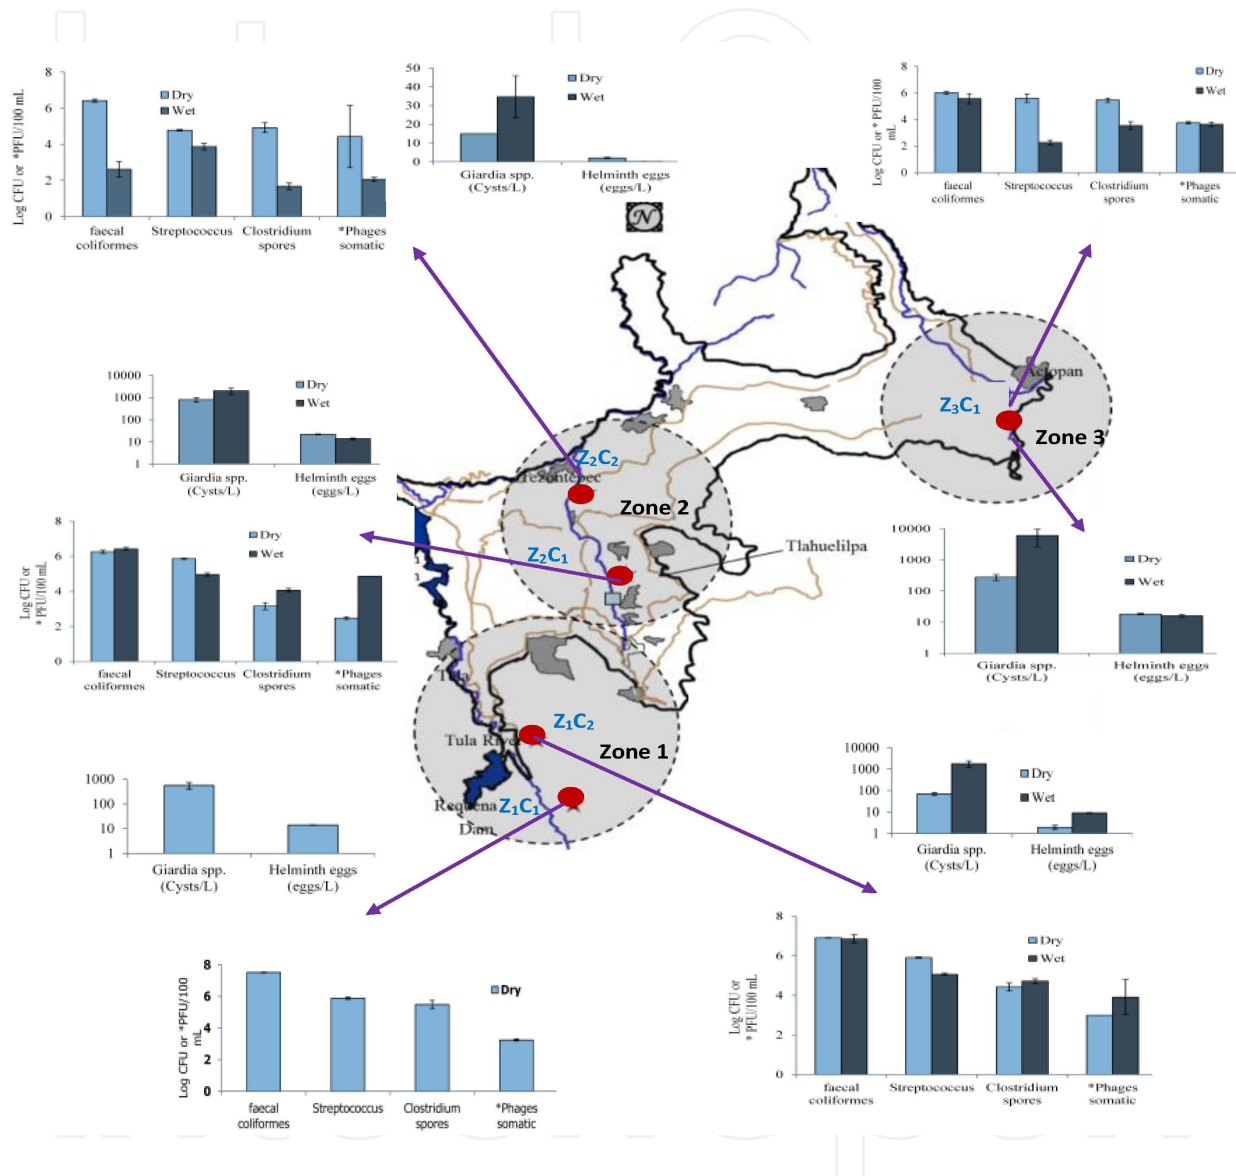 8
6
4
2
0
Log CFU or *PFU/100 mL
Dry
Wet
faecal
coliformes
Streptococcus
Clostridium
spores
*Phages
somatic
50
40
30
20
10
0
Dry
Wet
Giardia spp.
(Cysts/L)
Helminth eggs
(eggs/L)
8
6
4
2
0
Log CFU or * PFU/100
mL
Dry
Wet
faecal
coliformes
Streptococcus
Clostridium
spores
*Phages
somatic
N
10000
1000
100
10
1
Dry
Wet
Giardia spp.
(Cysts/L)
Helminth eggs
(eggs/L)
Actopan
Z3C1
Zone 3
Z2C2
Tezontepec
Zone 2
Z2C1
Tlahuelilpa
8
6
4
2
0
Log CFU or
* PFU/100 mL
Dry
Wet
faecal
coliformes
Streptococcus
Clostridium
spores
*Phages
somatic
10000
1000
100
10
1
Dry
Wet
Giardia spp.
(Cysts/L)
Helminth eggs
(eggs/L)
Tula
Z1C2
Tula River
Zone 1
Z1C1
Requena
Dam
1000
100
10
1
Giardia spp.
(Cysts/L)
Helminth eggs
(eggs/L)
10000
1000
100
10
1
Dry
Wet
Giardia spp.
(Cysts/L)
Helminth eggs
(eggs/L)
8
6
4
2
0
Log CFU or *PFU/100
mL
Dry
faecal
coliformes
Streptococcus
Clostridium
spores
*Phages
somatic
8
6
4
2
0
Log CFU or
* PFU/100 mL
Dry
Wet
faecal
coliformes
Streptococcus
Clostridium
spores
*Phages
somatic